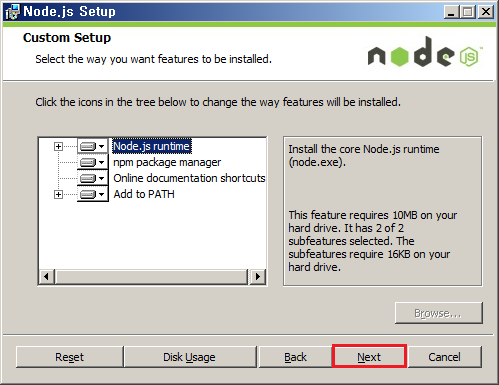 Node.js Setup
Custom Setup
Select the way you want features to be installed.
node JS
Click the icons in the tree below to change the way features will be installed.
Node.js runtime
npm package manager
Online documentation shortcuts
Add to PATH
Install the core Node.js runtime
(node.exe).
This feature requires 10MB on your
hard drive. It has 2 of 2
subfeatures selected. The
subfeatures require 16KB on your
hard drive.
Browse...
Reset
Disk Usage
Back
Next
Cancel